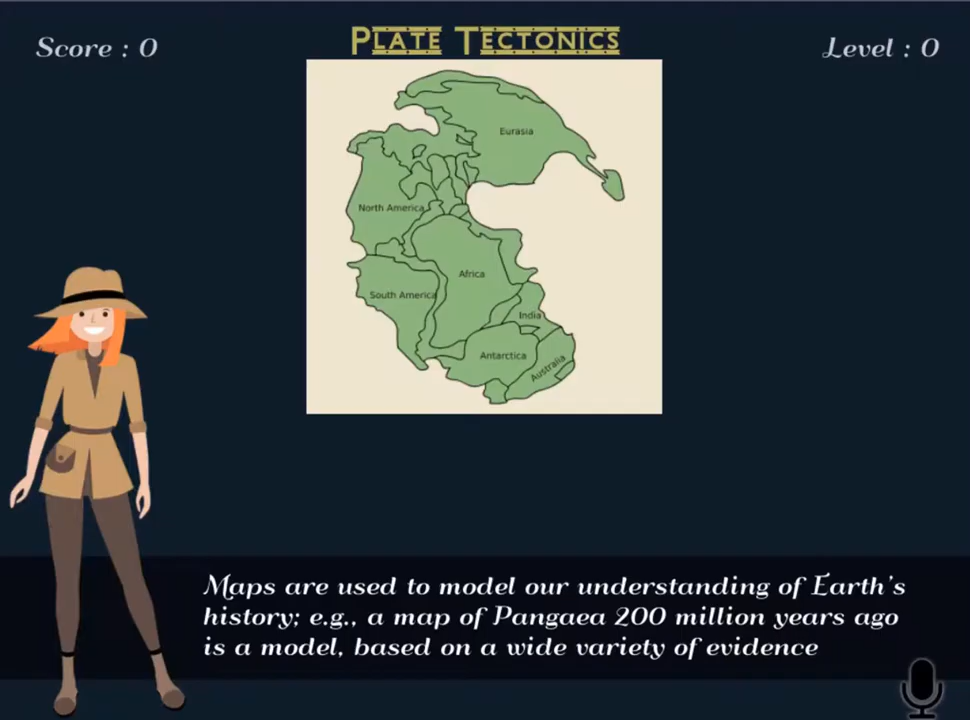 Score : 0
PLATE TECTONICS
Level : 0
Eurasia
North America
Africa
South America
India
Antarctica
Australia
Maps are used to model our understanding of Earth's
history; e.g., a map of Pangaea 200 million years ago
is a model, based on a wide variety of evidence